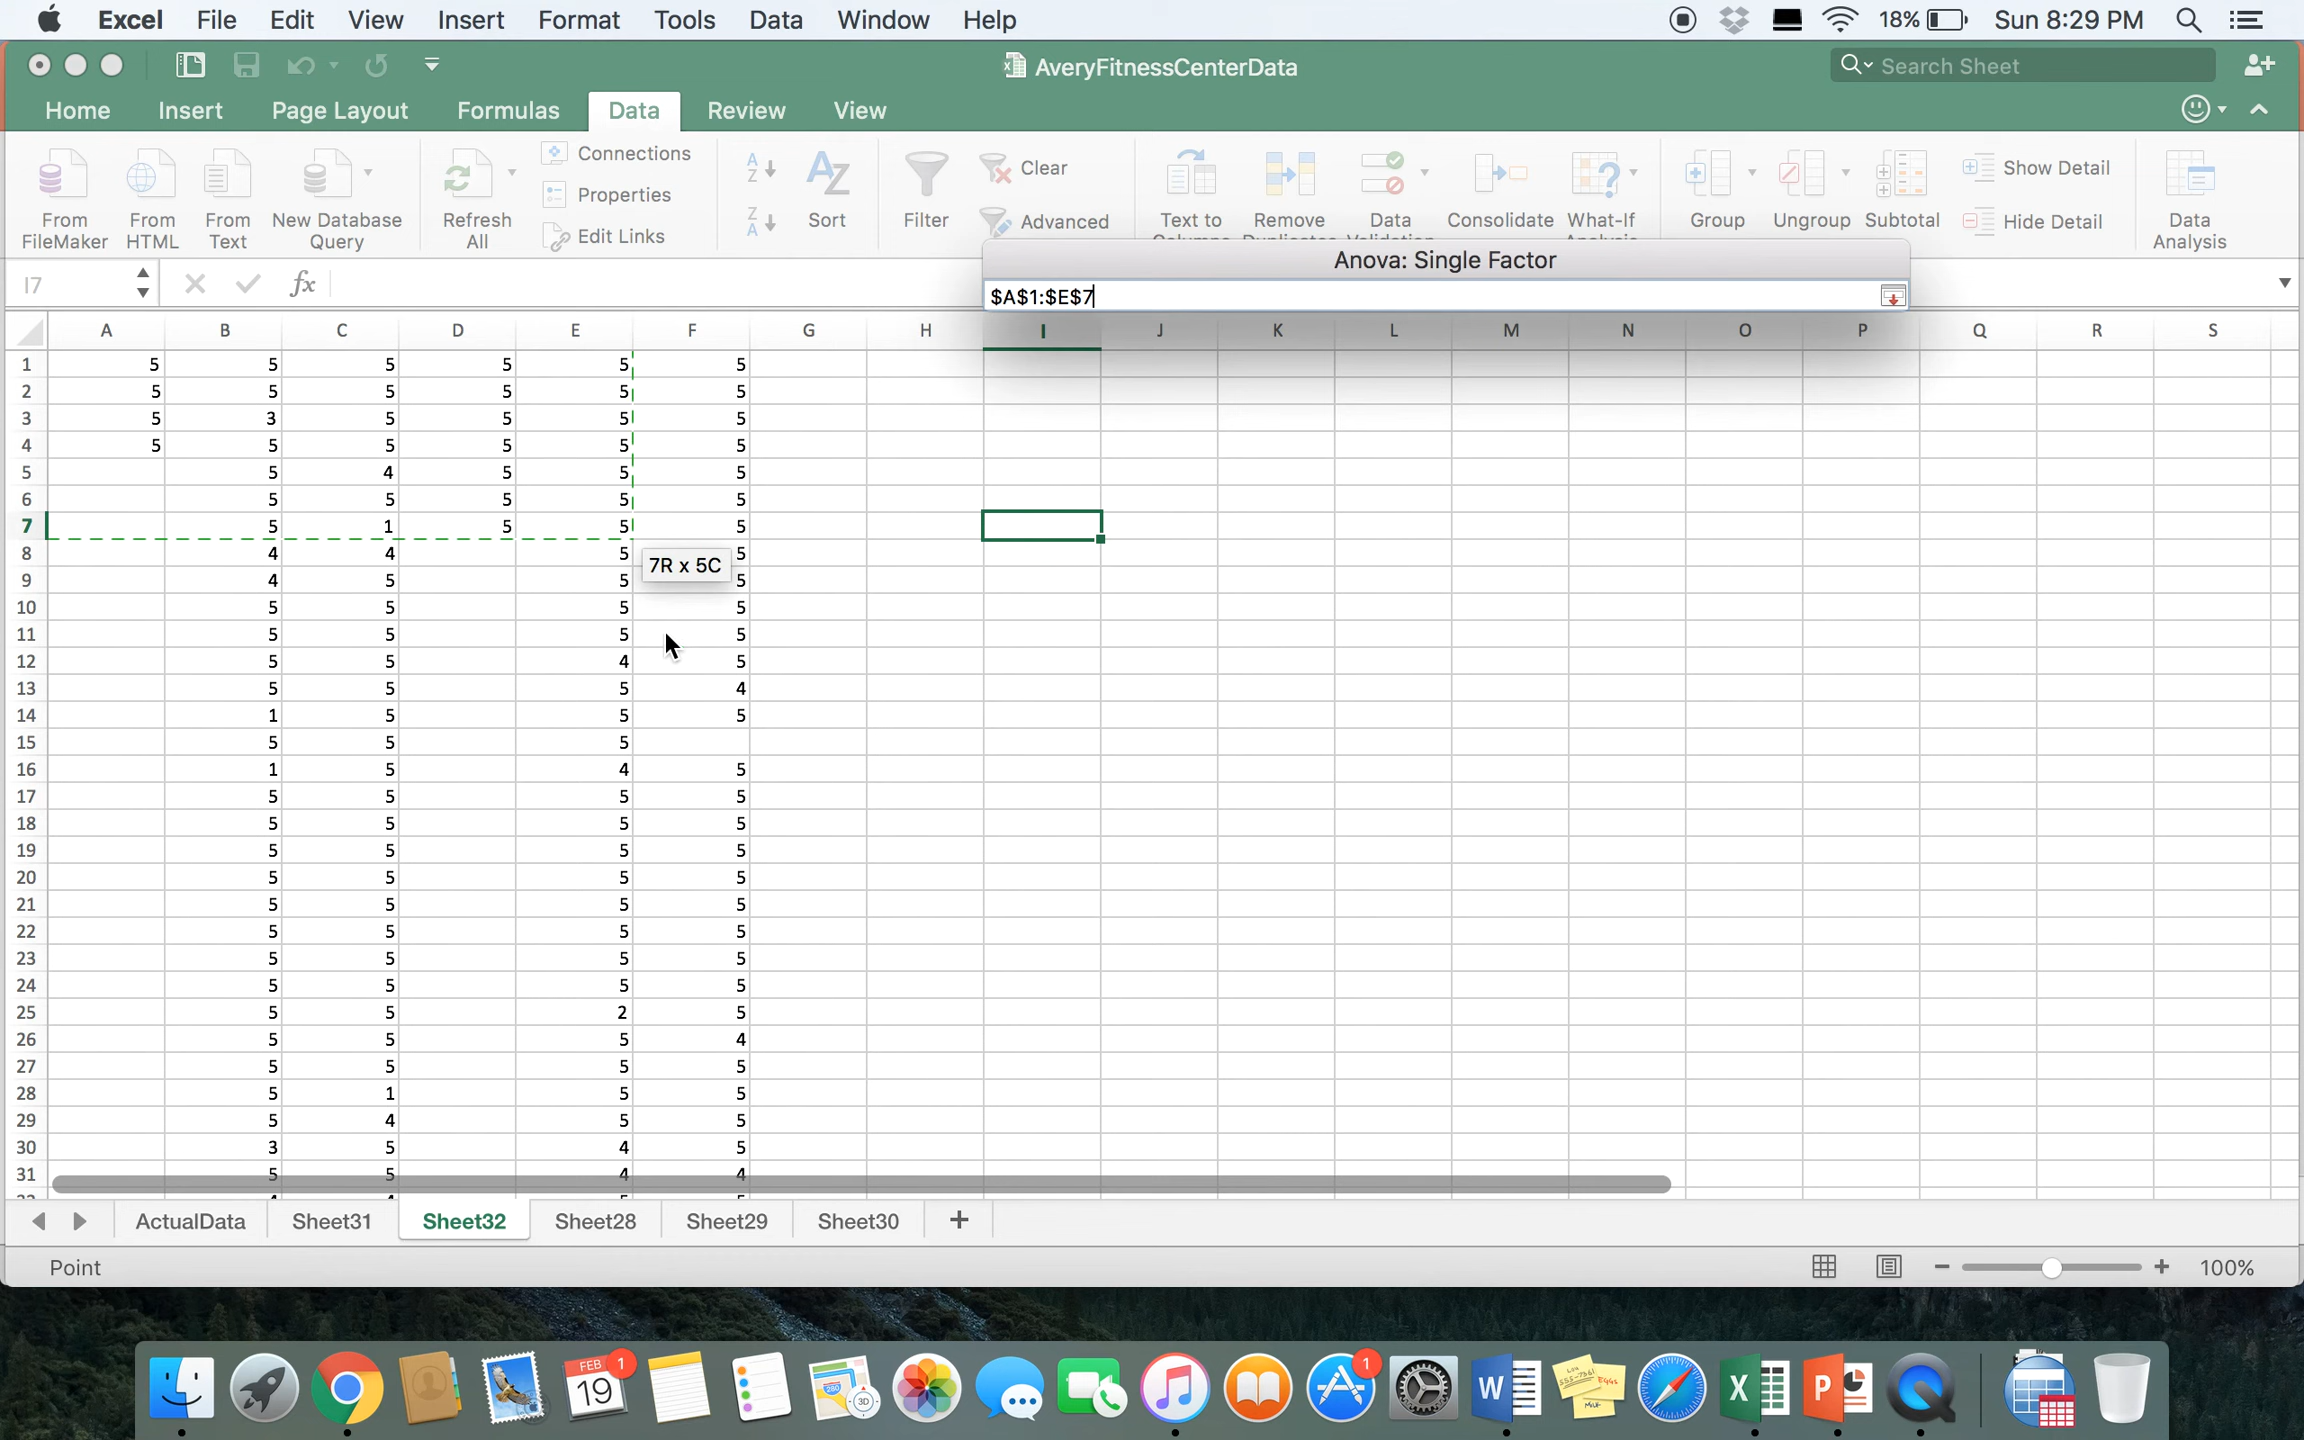 Excel File Edit View Insert Format Tools Data Window Help 18% Sun 8:29 PM
AveryFitnessCenterData Search Sheet
Home Insert Page Layout Formulas Data Review View
From FileMaker From HTML From Text New Database Query Refresh All Connections Properties Edit Links Sort Filter Clear Advanced Text to Remove Data Consolidate What-If Group Ungroup Subtotal Show Detail Hide Detail Data Analysis
Anova: Single Factor
I7 fx $A$1:$E$7
A B C D E F G H I J K L M N O P Q R S
1 5 5 5 5 5 5
2 5 5 5 5 5 5
3 5 3 5 5 5 5
4 5 5 5 5 5 5
5 5 4 5 5 5
6 5 5 5 5 5
7 5 1 5 5 5
8 4 4 5 5
7R x 5C
9 4 5 5 5
10 5 5 5 5
11 5 5 5 5
12 5 5 4 5
13 5 5 5 4
14 1 5 5 5
15 5 5 5
16 1 5 4 5
17 5 5 5 5
18 5 5 5 5
19 5 5 5 5
20 5 5 5 5
21 5 5 5 5
22 5 5 5 5
23 5 5 5 5
24 5 5 5 5
25 5 5 2 5
26 5 5 5 4
27 5 5 5 5
28 5 1 5 5
29 5 4 5 5
30 3 5 4 5
31 5 5 4 4
ActualData Sheet31 Sheet32 Sheet28 Sheet29 Sheet30 +
Point 100%
FEB 19 1 280 3D 1 W X P